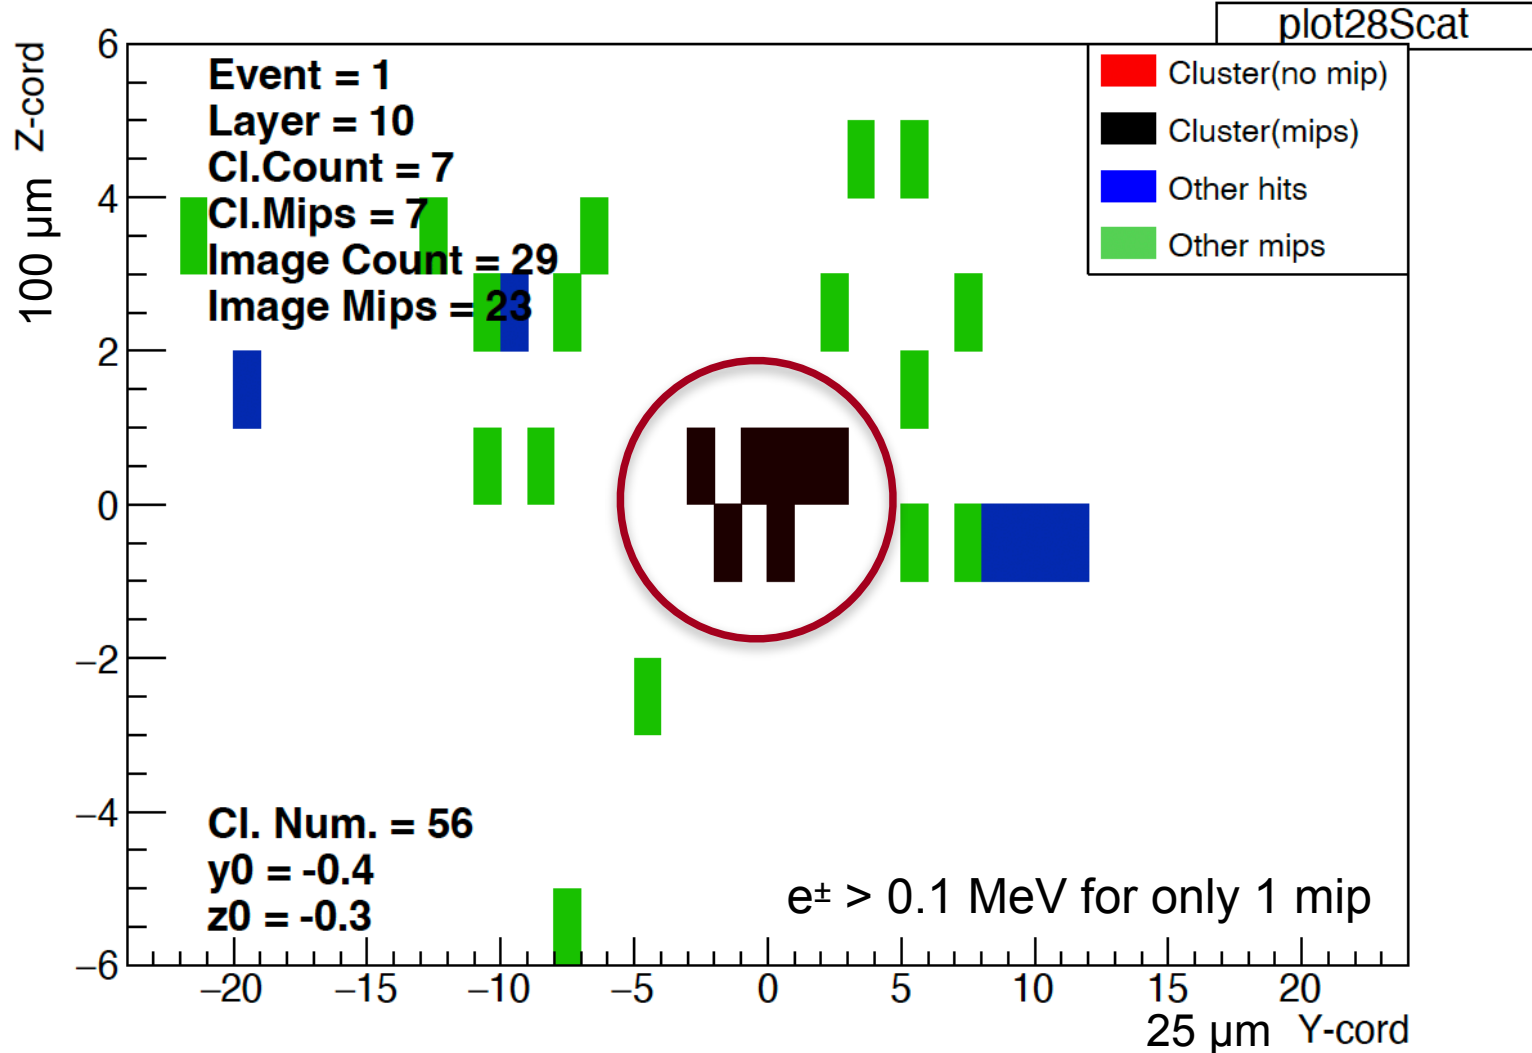 plot28Scat
Z-cord
100 μm
6
4
2
0
−2
−4
−6
Event = 1
Layer = 10
Cl.Count = 7
Cl.Mips = 7
Image Count = 29
Image Mips = 23
Cluster(no mip)
Cluster(mips)
Other hits
Other mips
Cl. Num. = 56
y0 = -0.4
z0 = -0.3
e± > 0.1 MeV for only 1 mip
−20 −15 −10 −5 0 5 10 15 20
25 μm Y-cord